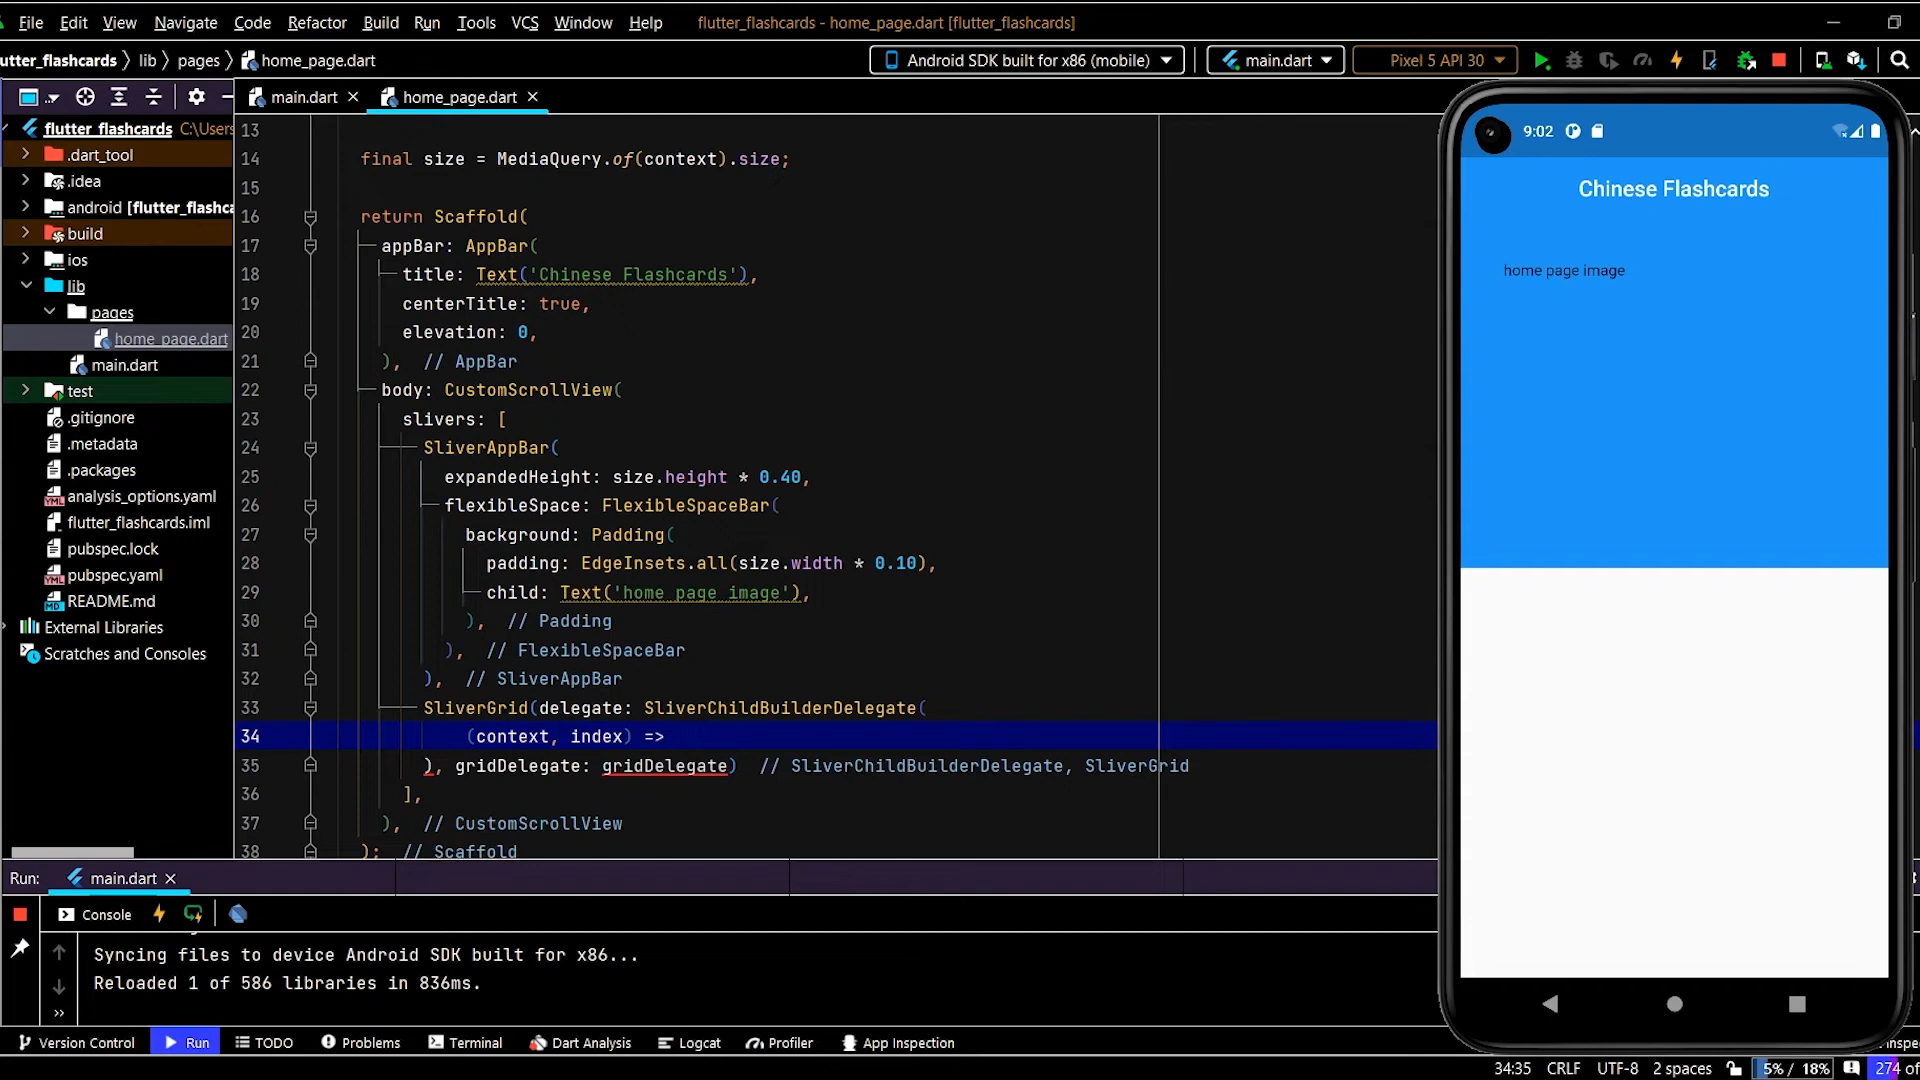 File Edit View Navigate Code Refactor Build Run Tools VCS Window Help flutter_flashcards - home_page.dart [flutter_flashcards]
utter_flashcards lib pages home_page.dart Android SDK built for x86 (mobile) main.dart Pixel 5 API 30
main.dart home_page.dart
flutter_flashcards C:\Users
.dart_tool
.idea
android [flutter_flashca
build
ios
lib
pages
home_page.dart
main.dart
test
.gitignore
.metadata
.packages
analysis_options.yaml
flutter_flashcards.iml
pubspec.lock
pubspec.yaml
README.md
External Libraries
Scratches and Consoles
13
14 final size = MediaQuery.of(context).size;
15
16 return Scaffold(
17 appBar: AppBar(
18 title: Text('Chinese Flashcards'),
19 centerTitle: true,
20 elevation: 0,
21 ), // AppBar
22 body: CustomScrollView(
23 slivers: [
24 SliverAppBar(
25 expandedHeight: size.height * 0.40,
26 flexibleSpace: FlexibleSpaceBar(
27 background: Padding(
28 padding: EdgeInsets.all(size.width * 0.10),
29 child: Text('home page image'),
30 ), // Padding
31 ), // FlexibleSpaceBar
32 ), // SliverAppBar
33 SliverGrid(delegate: SliverChildBuilderDelegate(
34 (context, index) =>
35 ), gridDelegate: gridDelegate) // SliverChildBuilderDelegate, SliverGrid
36 ],
37 ), // CustomScrollView
38 ); // Scaffold
9:02
Chinese Flashcards
home page image
Run: main.dart
Console
Syncing files to device Android SDK built for x86...
Reloaded 1 of 586 libraries in 836ms.
Version Control Run TODO Problems Terminal Dart Analysis Logcat Profiler App Inspection
34:35 CRLF UTF-8 2 spaces 5% / 18% 274 of